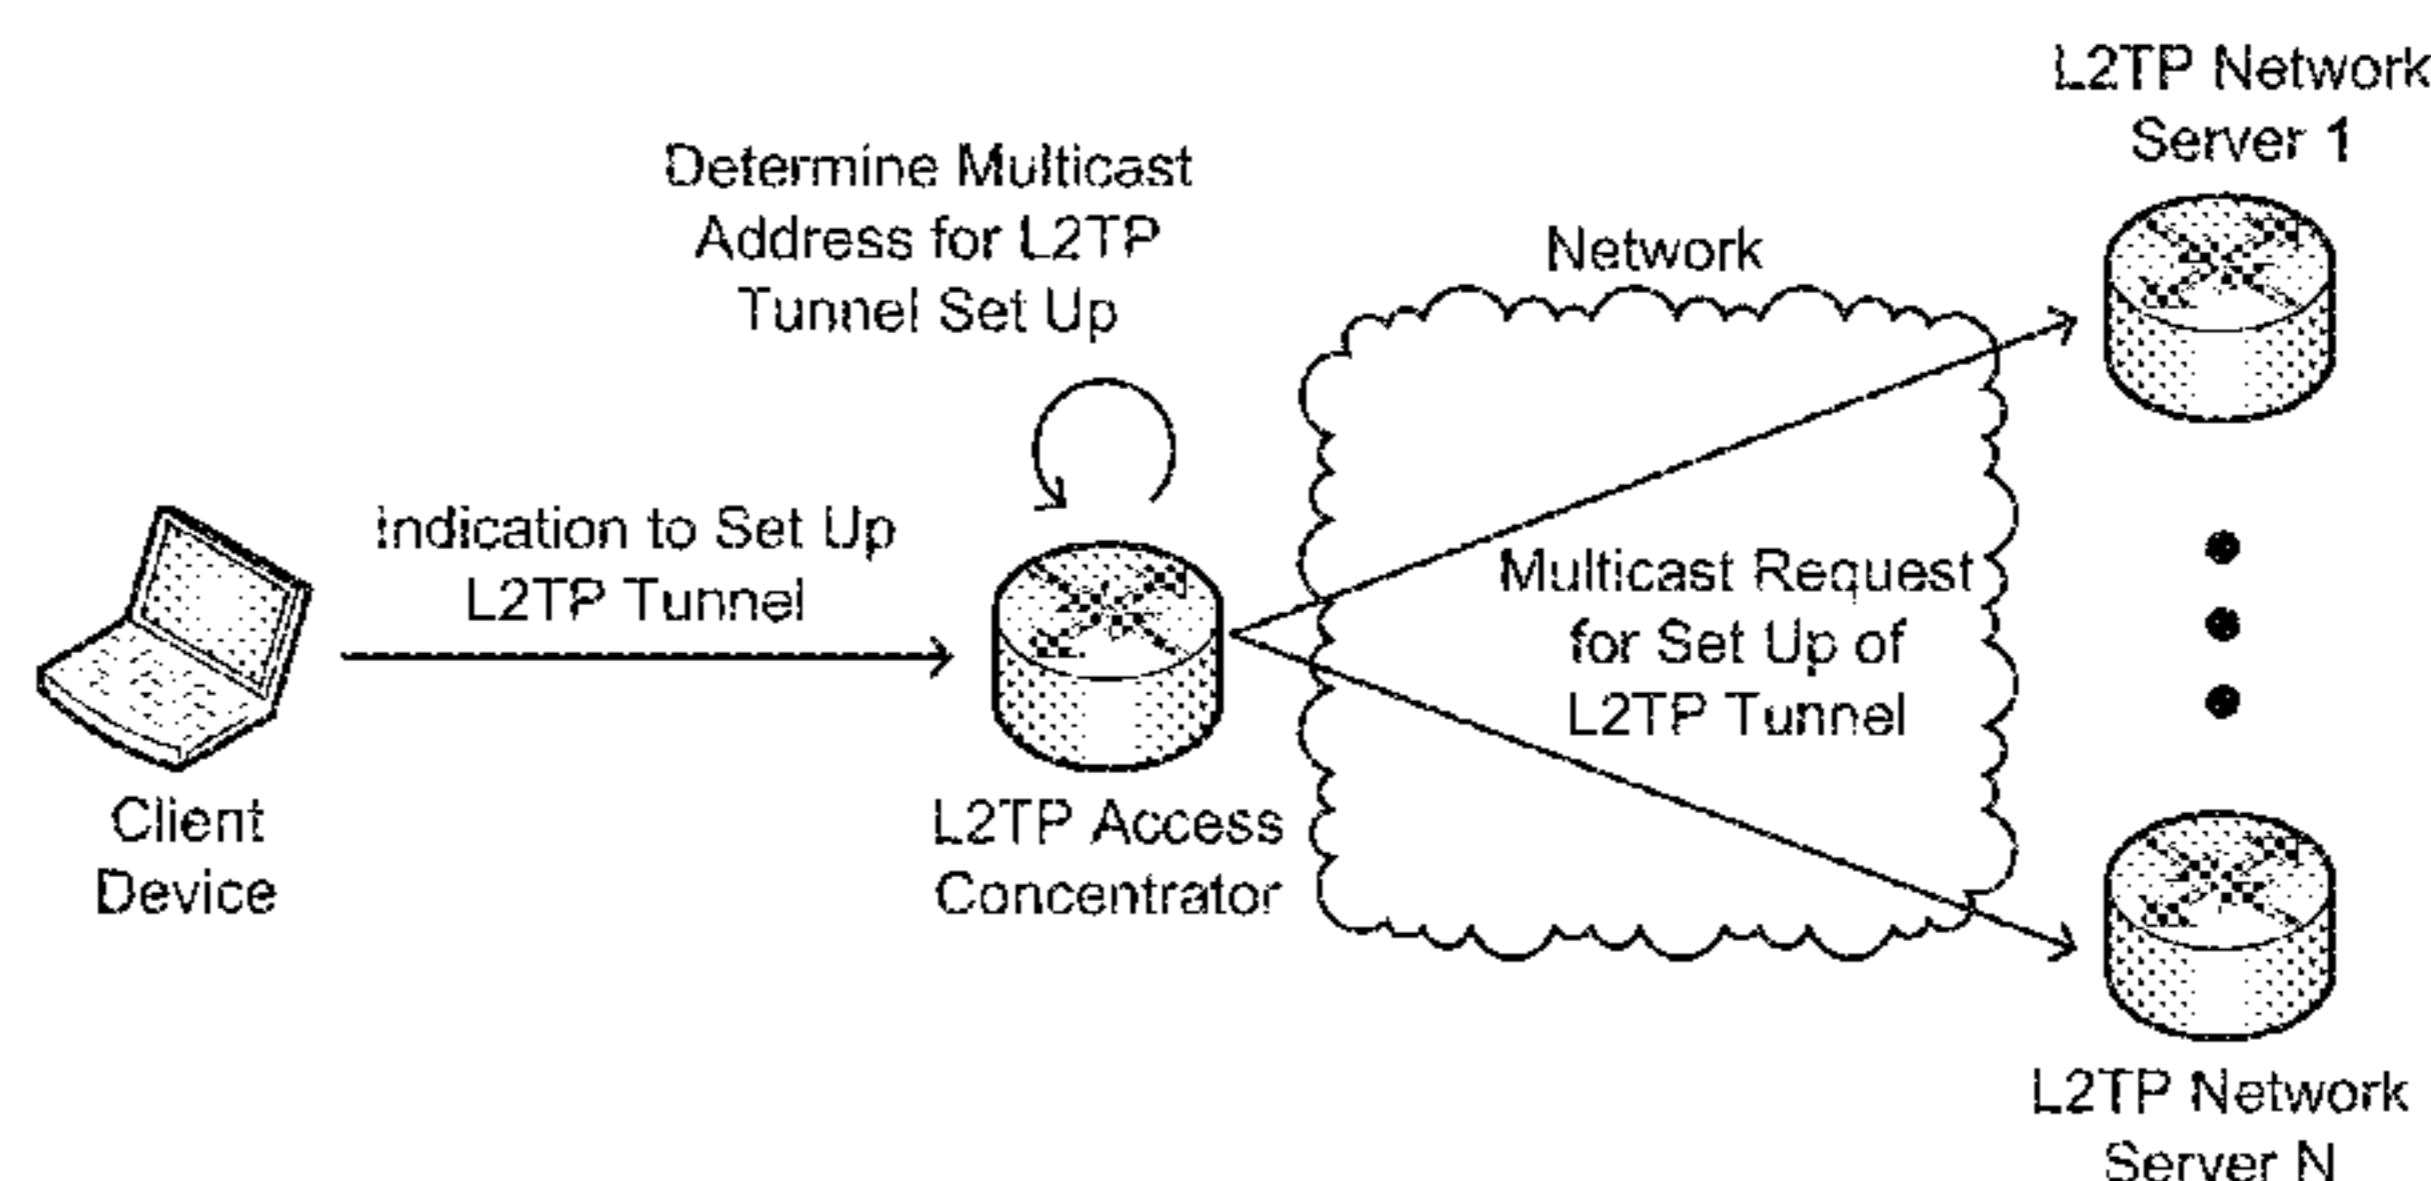 L2TP Network
Server 1
Determine Multicast
Address for L2TP
Tunnel Set Up
Network
Indication to Set Up
L2TP Tunnel
Multicast Request
for Set Up of
L2TP Tunnel
Client
Device
L2TP Access
Concentrator
L2TP Network
Server N